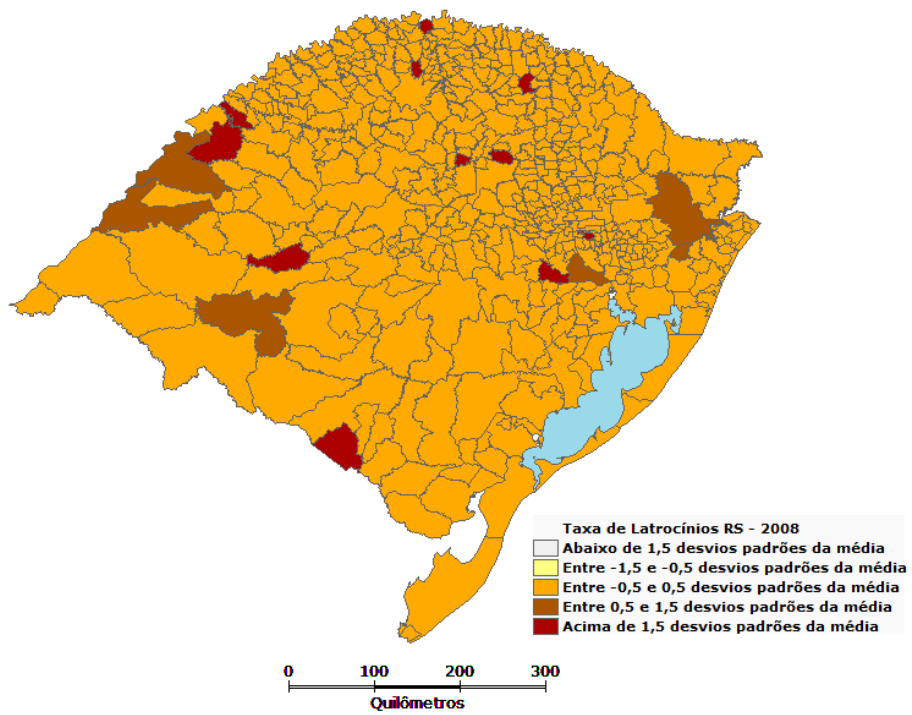 Taxa de Latrocínios RS - 2008
Abaixo de 1,5 desvios padrões da média
Entre -1,5 e -0,5 desvios padrões da média
Entre -0,5 e 0,5 desvios padrões da média
Entre 0,5 e 1,5 desvios padrões da média
Acima de 1,5 desvios padrões da média
0 100 200 300
Quilômetros